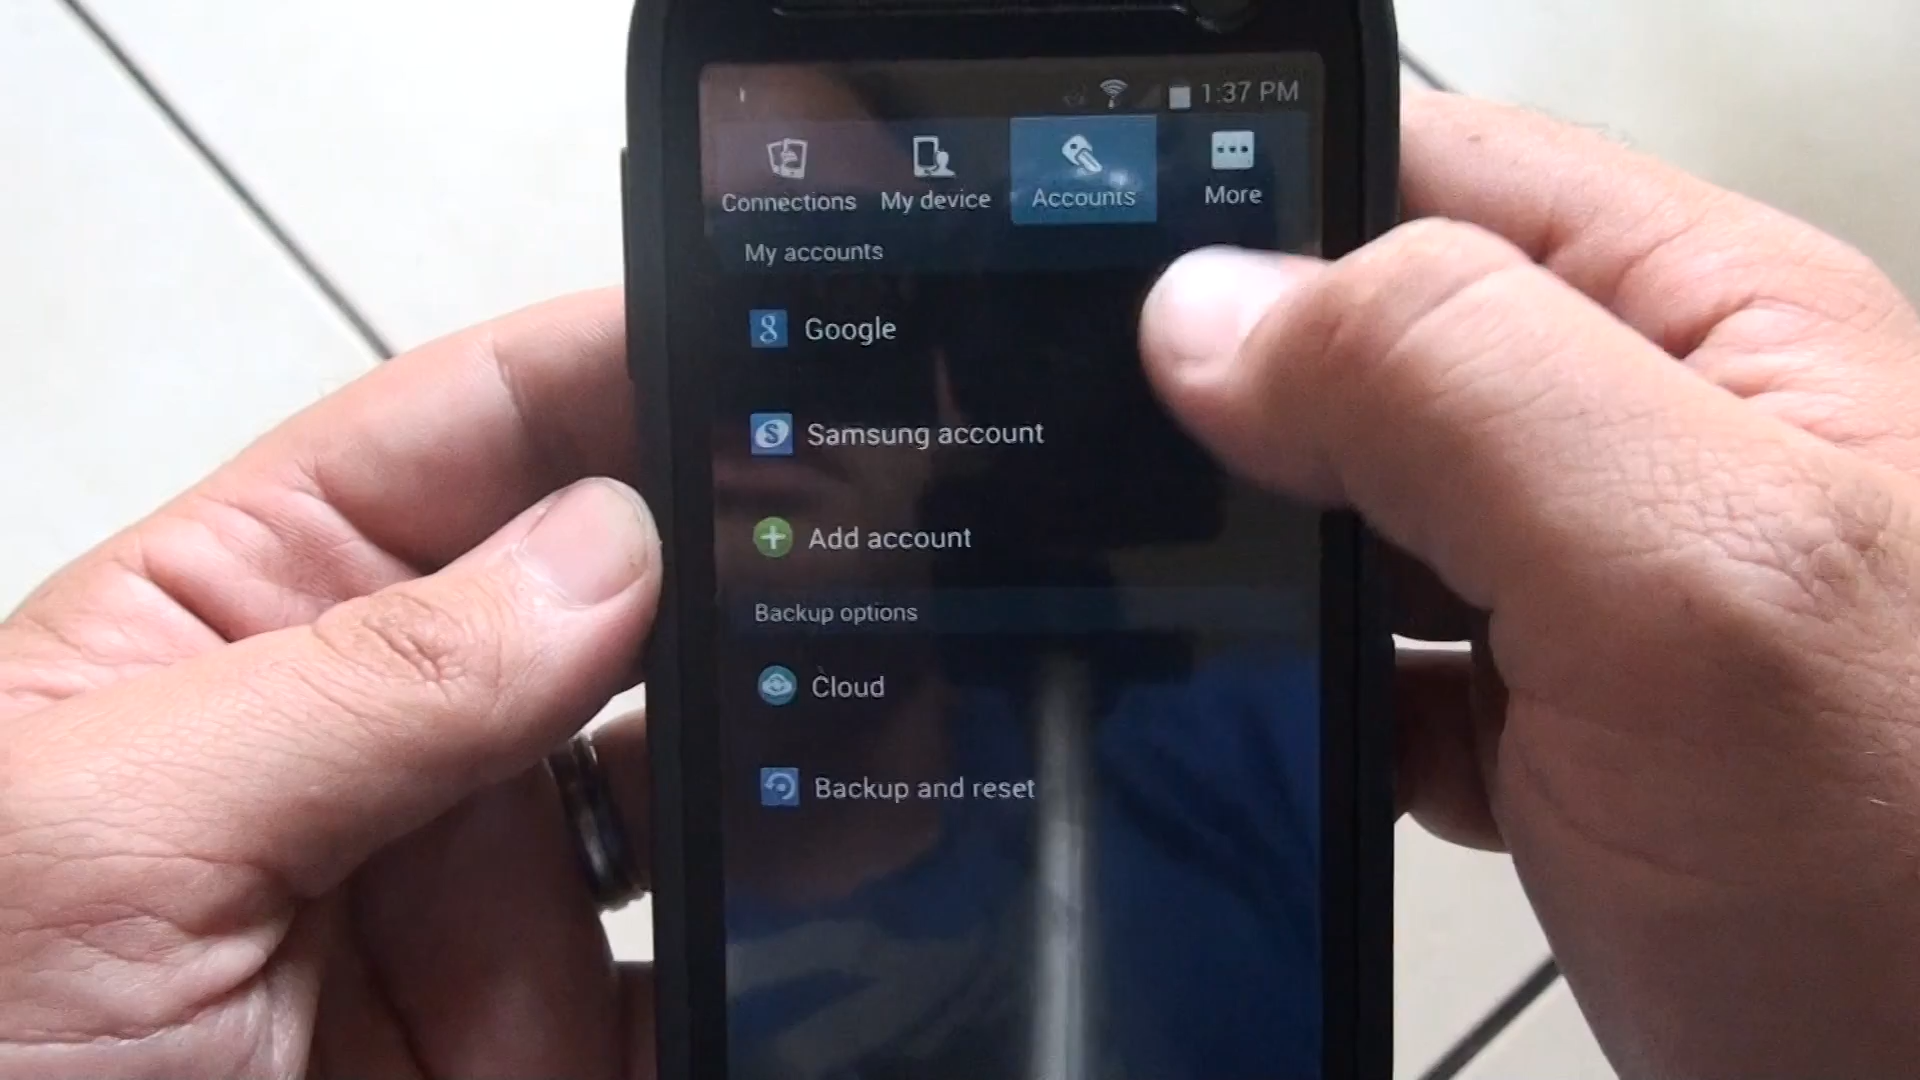 1:37 PM
Connections My device Accounts More
My accounts
Google
Samsung account
Add account
Backup options
Cloud
Backup and reset